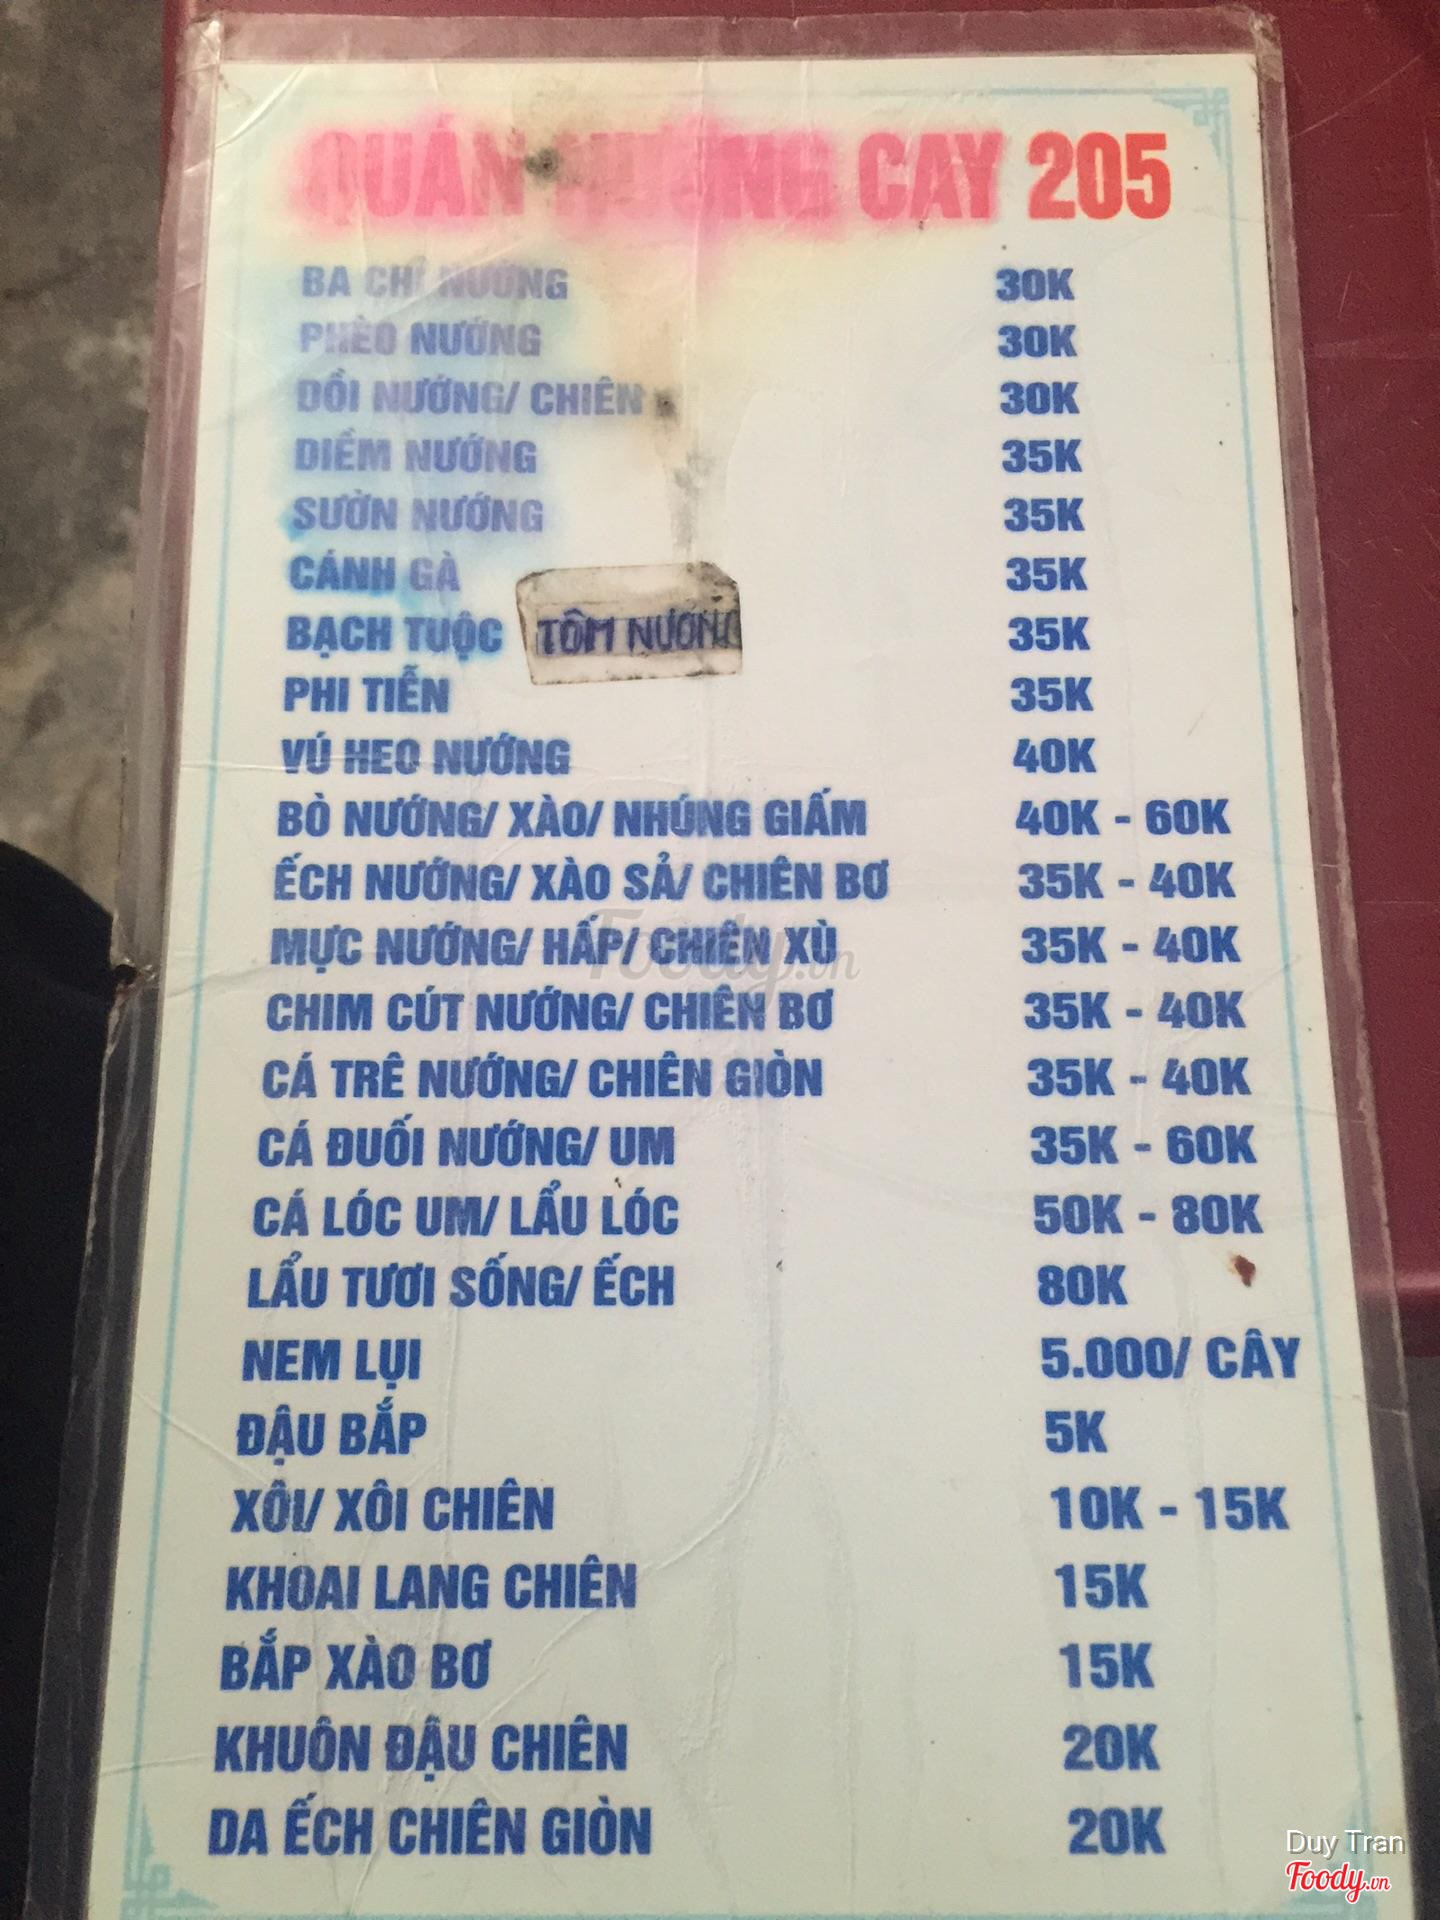 QUÁN NƯỚNG CAY 205
BA CHỈ NƯỚNG 30K
PHÈO NƯỚNG 30K
DỒI NƯỚNG/ CHIÊN 30K
DIỀM NƯỚNG 35K
SƯỜN NƯỚNG 35K
CÁNH GÀ 35K
BẠCH TUỘC TÔM NƯỚNG 35K
PHI TIỄN 35K
VÚ HEO NƯỚNG 40K
BÒ NƯỚNG/ XÀO/ NHÚNG GIẤM 40K - 60K
ẾCH NƯỚNG/ XÀO SẢ/ CHIÊN BƠ 35K - 40K
MỰC NƯỚNG/ HẤP/ CHIÊN XÙ 35K - 40K
CHIM CÚT NƯỚNG/ CHIÊN BƠ 35K - 40K
CÁ TRÊ NƯỚNG/ CHIÊN GIÒN 35K - 40K
CÁ ĐUỐI NƯỚNG/ UM 35K - 60K
CÁ LÓC UM/ LẨU LÓC 50K - 80K
LẨU TƯƠI SỐNG/ ẾCH 80K
NEM LỤI 5.000/ CÂY
ĐẬU BẮP 5K
XÔI/ XÔI CHIÊN 10K - 15K
KHOAI LANG CHIÊN 15K
BẮP XÀO BƠ 15K
KHUÔN ĐẬU CHIÊN 20K
DA ẾCH CHIÊN GIÒN 20K
Foody.vn
Duy Tran
Foody.vn